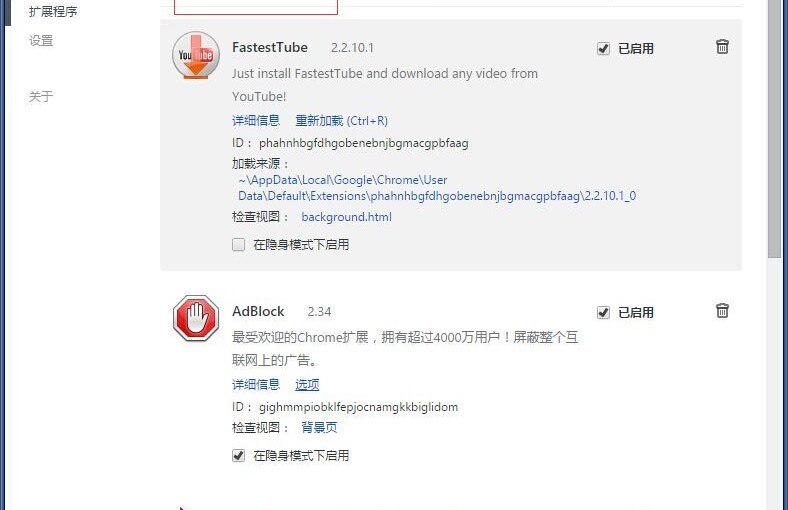 扩展程序
设置
关于
YouTube
FastestTube 2.2.10.1 已启用
Just install FastestTube and download any video from
YouTube!
详细信息 重新加载 (Ctrl+R)
ID： phahnhbgfdhgobenebnjbgmacgpbfaag
加载来源：
~\AppData\Local\Google\Chrome\User
Data\Default\Extensions\phahnhbgfdhgobenebnjbgmacgpbfaag\2.2.10.1_0
检查视图： background.html
在隐身模式下启用
AdBlock 2.34 已启用
最受欢迎的Chrome扩展，拥有超过4000万用户！屏蔽整个互
联网上的广告。
详细信息 选项
ID： gighmmpiobklfepjocnamgkkbiglidom
检查视图： 背景页
在隐身模式下启用